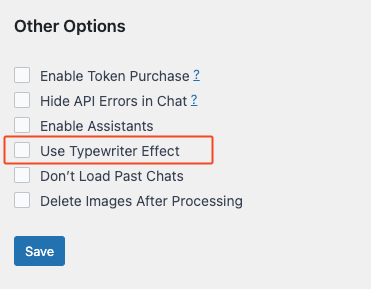 Other Options
Enable Token Purchase ?
Hide API Errors in Chat ?
Enable Assistants
Use Typewriter Effect
Don’t Load Past Chats
Delete Images After Processing
Save